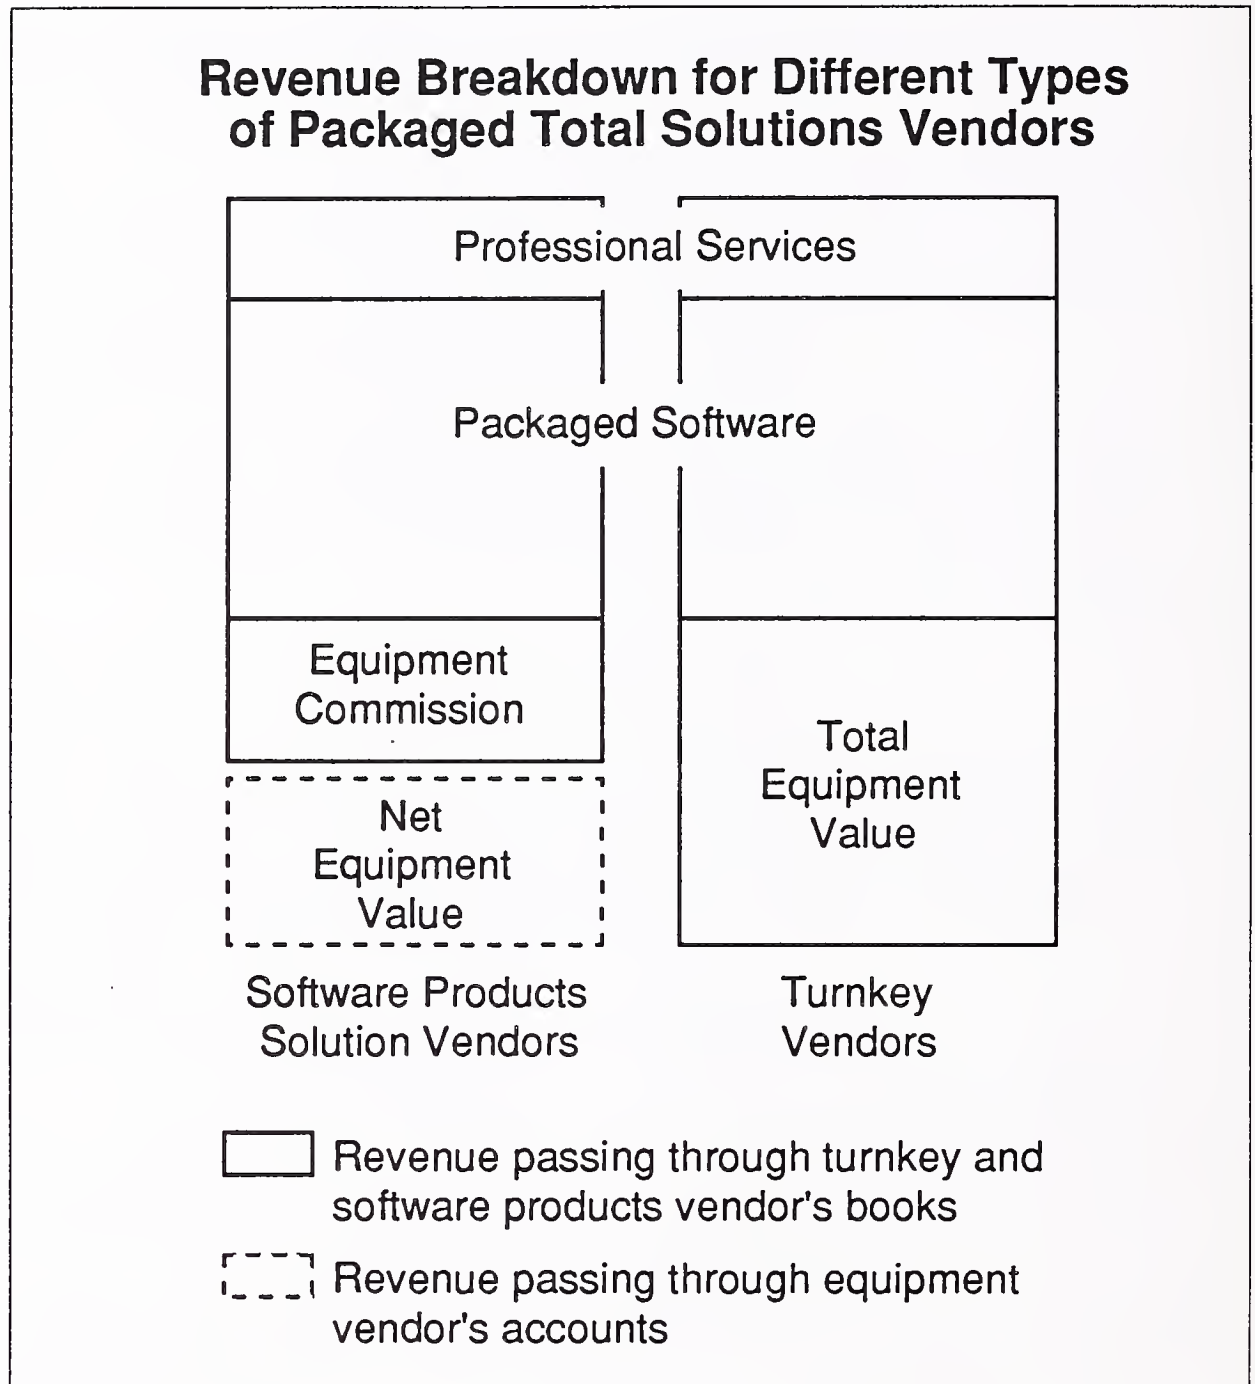 Revenue Breakdown for Different Types
of Packaged Total Solutions Vendors
Professional Services
Packaged Software
Equipment
Commission
Net
Equipment
Value
Total
Equipment
Value
Software Products
Solution Vendors
Turnkey
Vendors
Revenue passing through turnkey and
software products vendor's books
Revenue passing through equipment
vendor's accounts